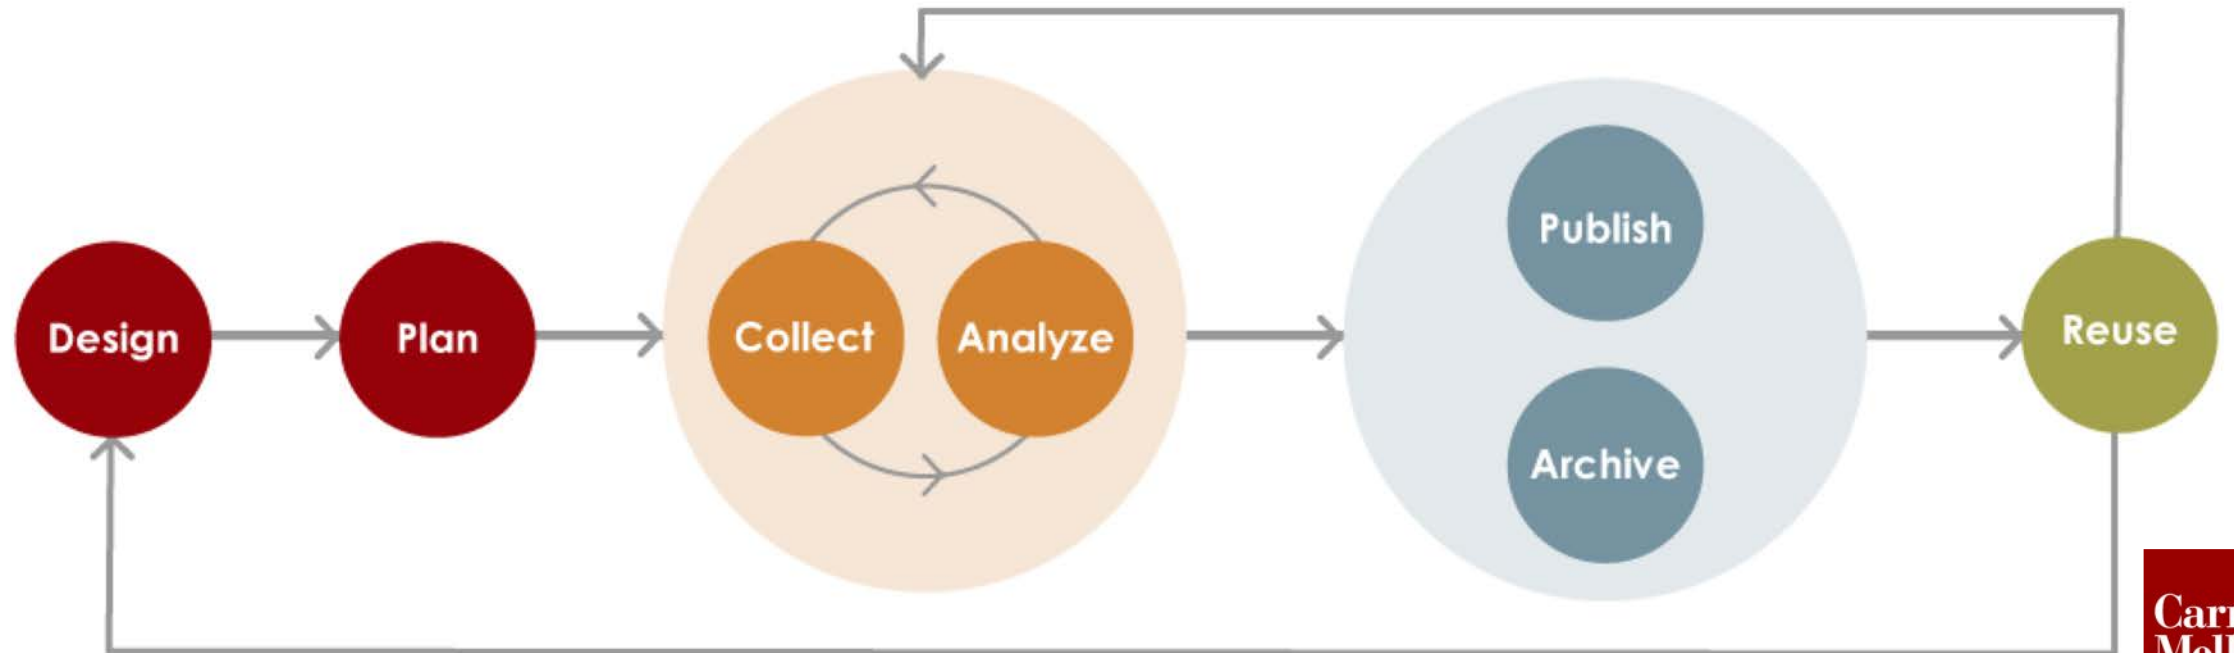 Design
Plan
Collect
Analyze
Publish
Archive
Reuse